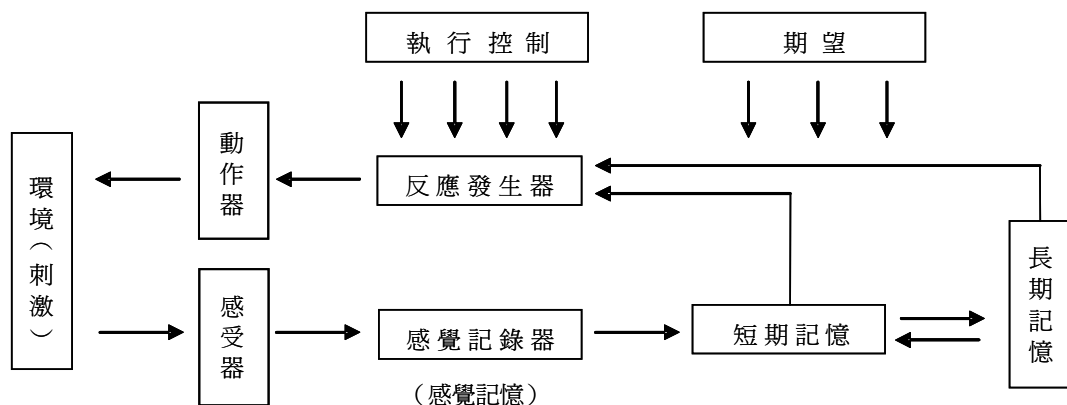 執行控制
期望
動作器
反應發生器
環境（刺激）
長期記憶
感受器
感覺記錄器
短期記憶
（感覺記憶）